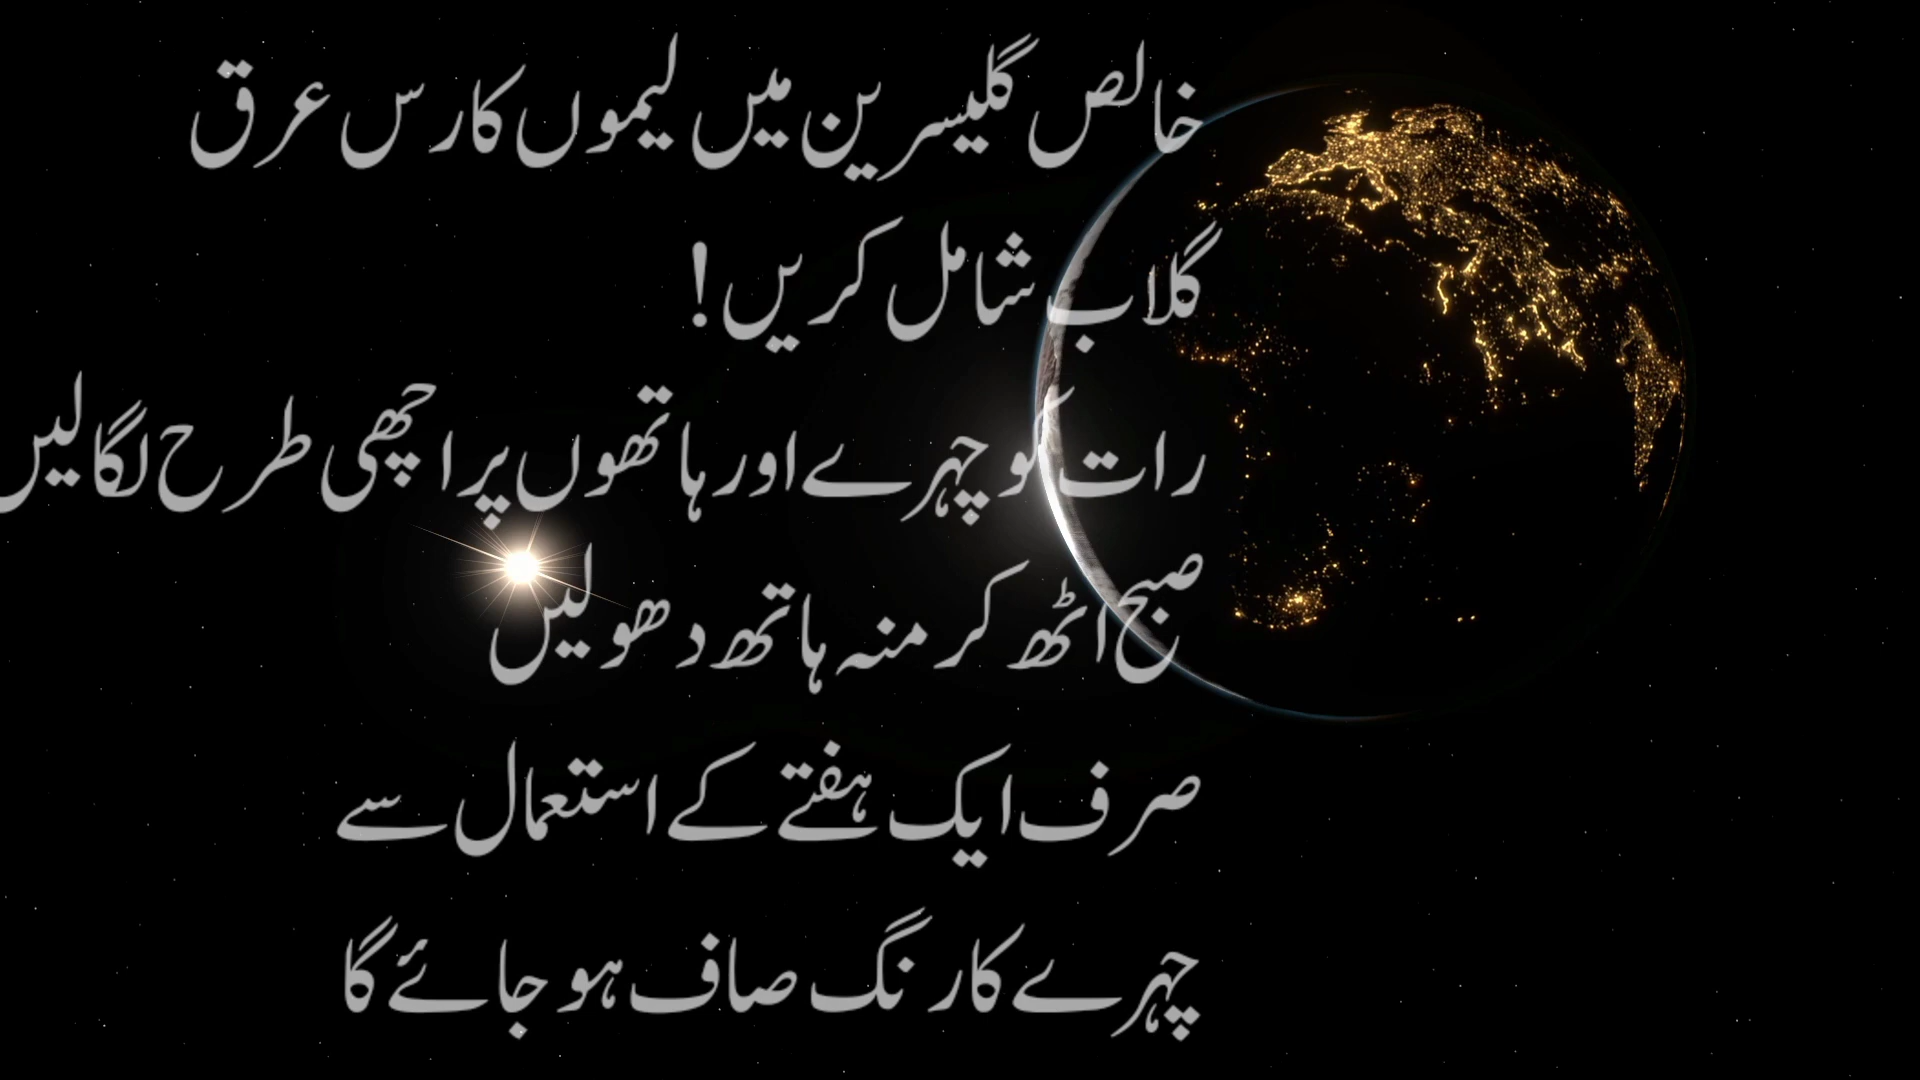 خالص گلیسرین میں لیموں کا رس عرق
گلاب شامل کریں!
رات کو چہرے اور ہاتھوں پر اچھی طرح لگا لیں
صبح اٹھ کر منہ ہاتھ دھو لیں
صرف ایک ہفتے کے استعمال سے
چہرے کا رنگ صاف ہو جائے گا